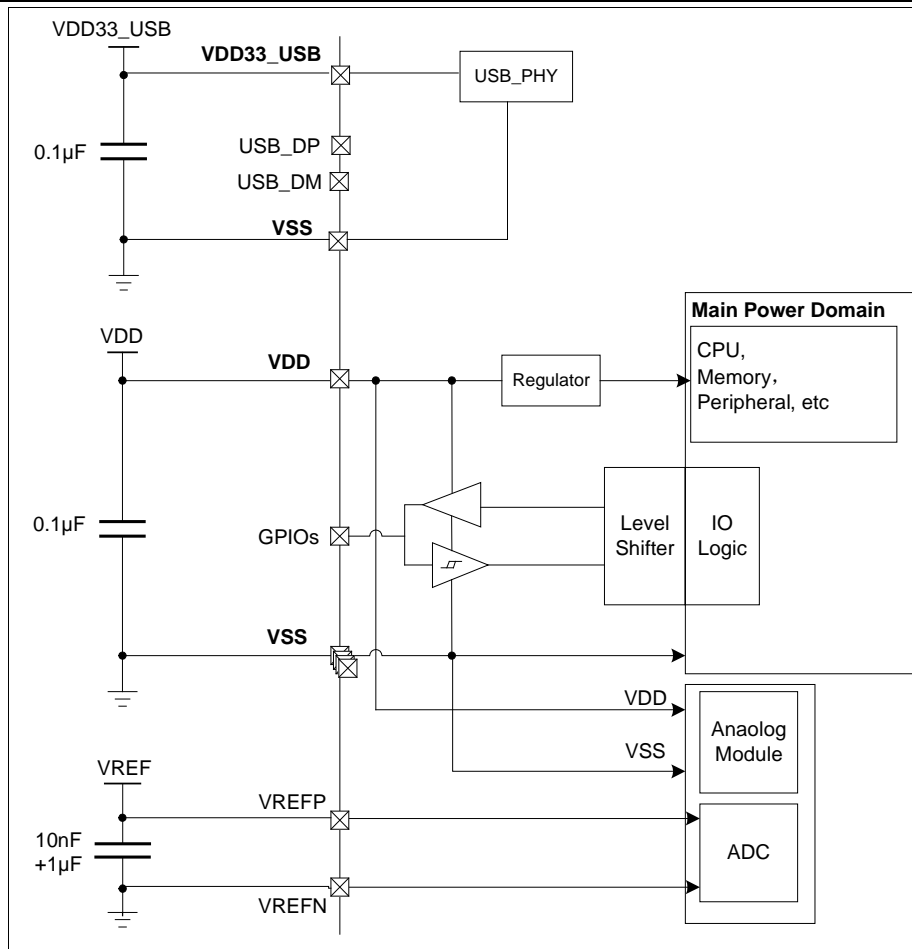 VDD33_USB
VDD33_USB
USB_PHY
0.1µF
USB_DP
USB_DM
VSS
Main Power Domain
VDD
VDD
Regulator
CPU,
Memory，
Peripheral, etc
0.1µF
GPIOs
Level
Shifter
IO
Logic
VSS
VDD
VSS
Anaolog
Module
VREF
VREFP
10nF
+1µF
ADC
VREFN